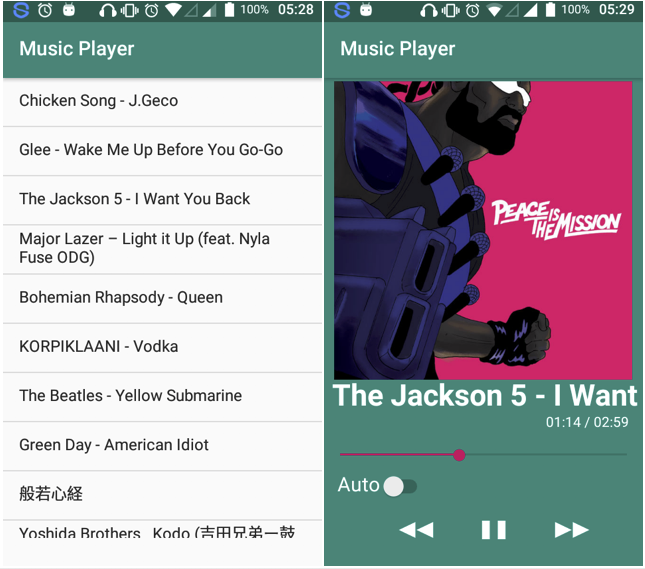 100% 05:28
Music Player
Chicken Song - J.Geco
Glee - Wake Me Up Before You Go-Go
The Jackson 5 - I Want You Back
Major Lazer – Light it Up (feat. Nyla
Fuse ODG)
Bohemian Rhapsody - Queen
KORPIKLAANI - Vodka
The Beatles - Yellow Submarine
Green Day - American Idiot
般若心経
Yoshida Brothers Kodo (吉田兄弟一鼓
100% 05:29
Music Player
PEACE IS
THE MISSION
The Jackson 5 - I Want
01:14 / 02:59
Auto